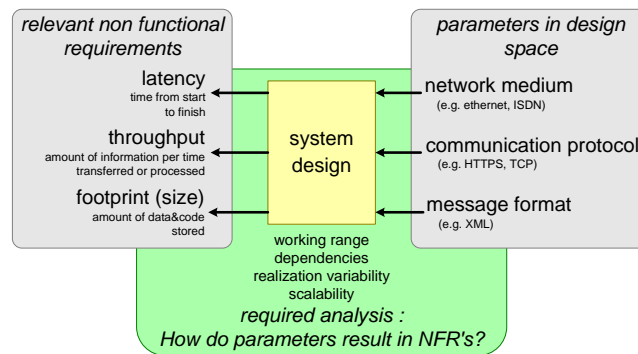 relevant non functional
requirements
latency
time from start
to finish
throughput
amount of information per time
transferred or processed
footprint (size)
amount of data&code
stored
system
design
working range
dependencies
realization variability
scalability
required analysis :
How do parameters result in NFR's?
parameters in design
space
network medium
(e.g. ethernet, ISDN)
communication protocol
(e.g. HTTPS, TCP)
message format
(e.g. XML)